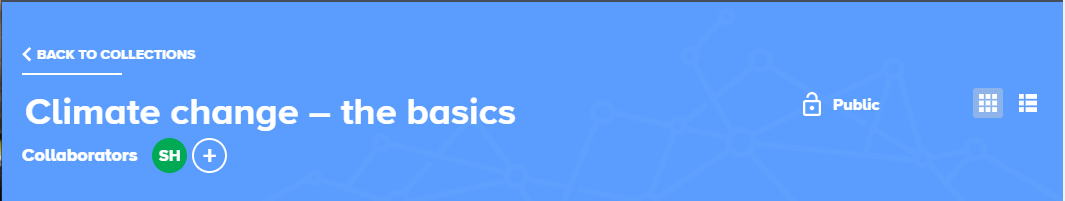 BACK TO COLLECTIONS
Climate change – the basics
Public
Collaborators SH +